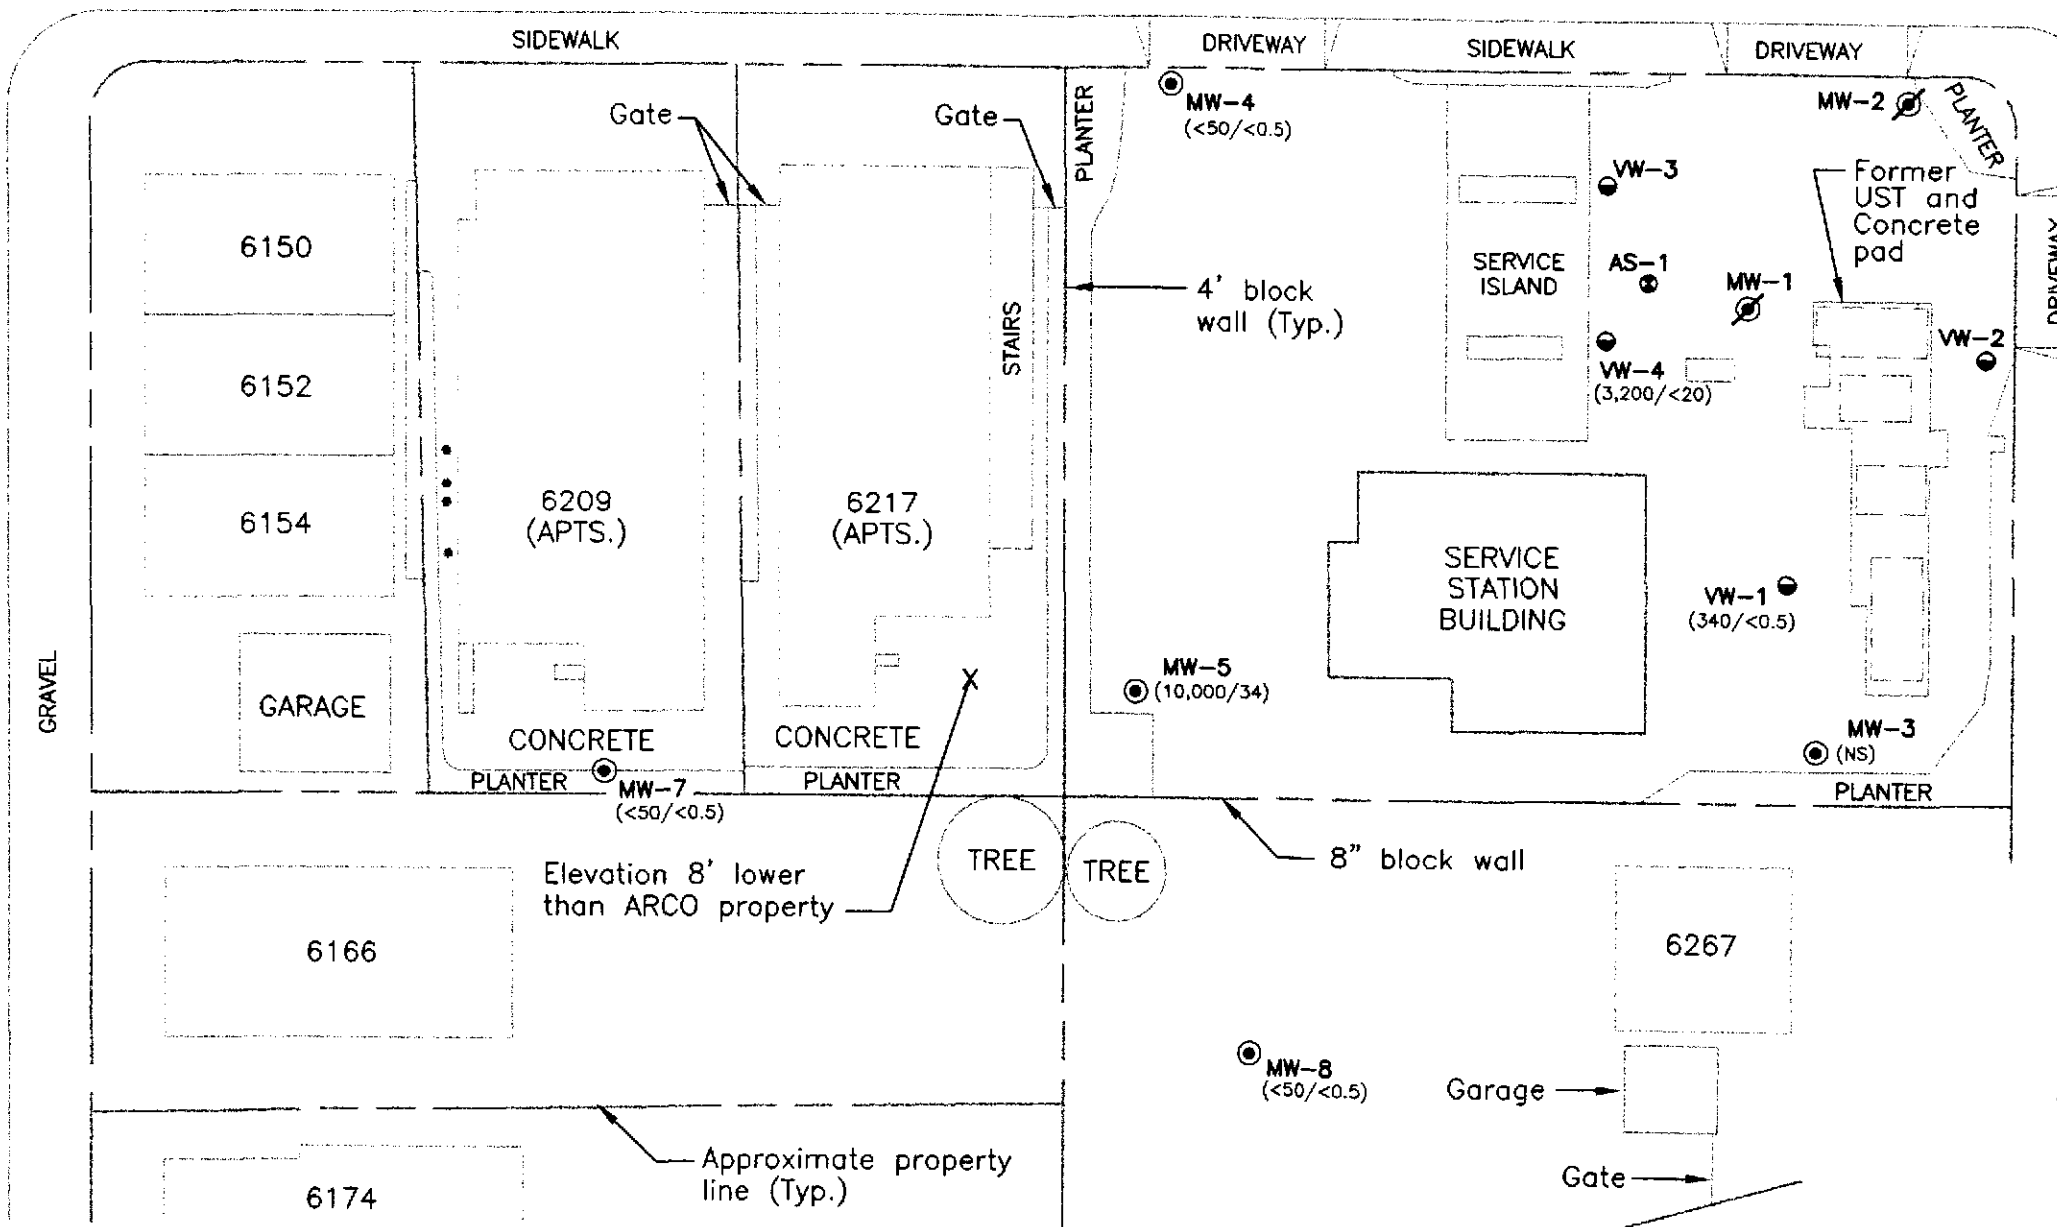 SIDEWALK
DRIVEWAY
SIDEWALK
DRIVEWAY
Gate
Gate
PLANTER
MW-4
(<50/<0.5)
MW-2
PLANTER
VW-3
Former
UST and
Concrete
pad
DRIVEWAY
6150
SERVICE
ISLAND
AS-1
MW-1
4' block
wall (Typ.)
STAIRS
VW-2
6152
VW-4
(3,200/<20)
6154
6209
(APTS.)
6217
(APTS.)
SERVICE
STATION
BUILDING
VW-1
(340/<0.5)
GRAVEL
GARAGE
MW-5
(10,000/34)
CONCRETE
CONCRETE
MW-3
(NS)
PLANTER
MW-7
(<50/<0.5)
PLANTER
PLANTER
TREE
TREE
8" block wall
Elevation 8' lower
than ARCO property
6166
6267
MW-8
(<50/<0.5)
Garage
Approximate property
line (Typ.)
Gate
6174
X